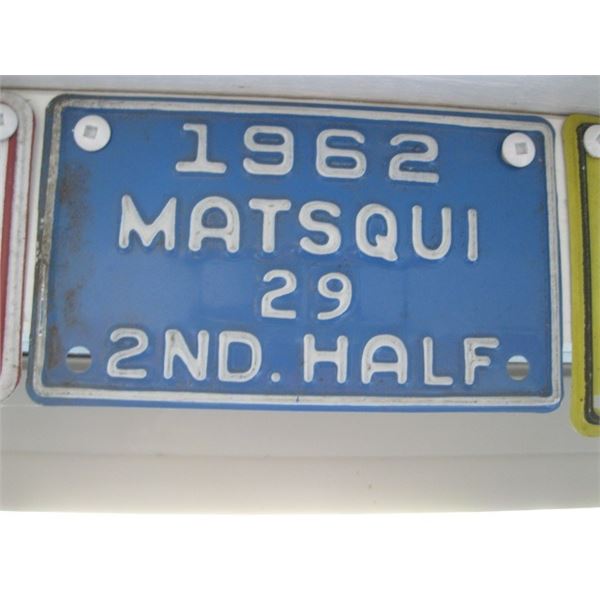 1962
MATSQUI
29
2ND. HALF